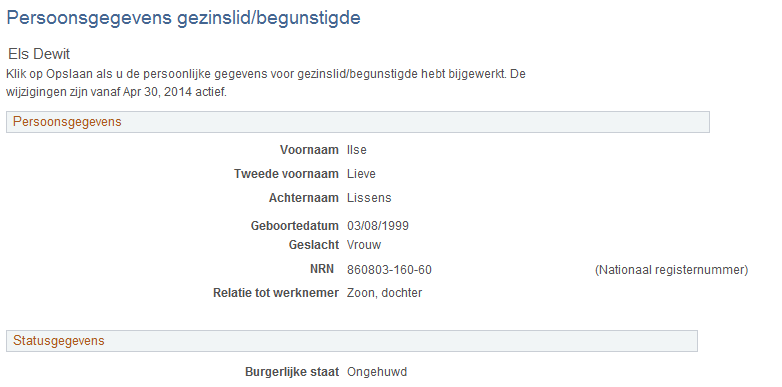 Persoonsgegevens gezinslid/begunstigde
Els Dewit
Klik op Opslaan als u de persoonlijke gegevens voor gezinslid/begunstigde hebt bijgewerkt. De
wijzigingen zijn vanaf Apr 30, 2014 actief.
Persoonsgegevens
Voornaam Ilse
Tweede voornaam Lieve
Achternaam Lissens
Geboortedatum 03/08/1999
Geslacht Vrouw
NRN 860803-160-60 (Nationaal registernummer)
Relatie tot werknemer Zoon, dochter
Statusgegevens
Burgerlijke staat Ongehuwd